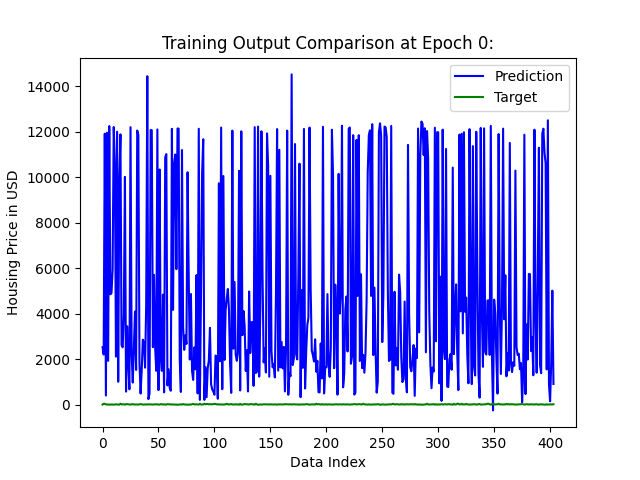 Training Output Comparison at Epoch 0:
Prediction
Target
Housing Price in USD
14000
12000
10000
8000
6000
4000
2000
0
0 50 100 150 200 250 300 350 400
Data Index